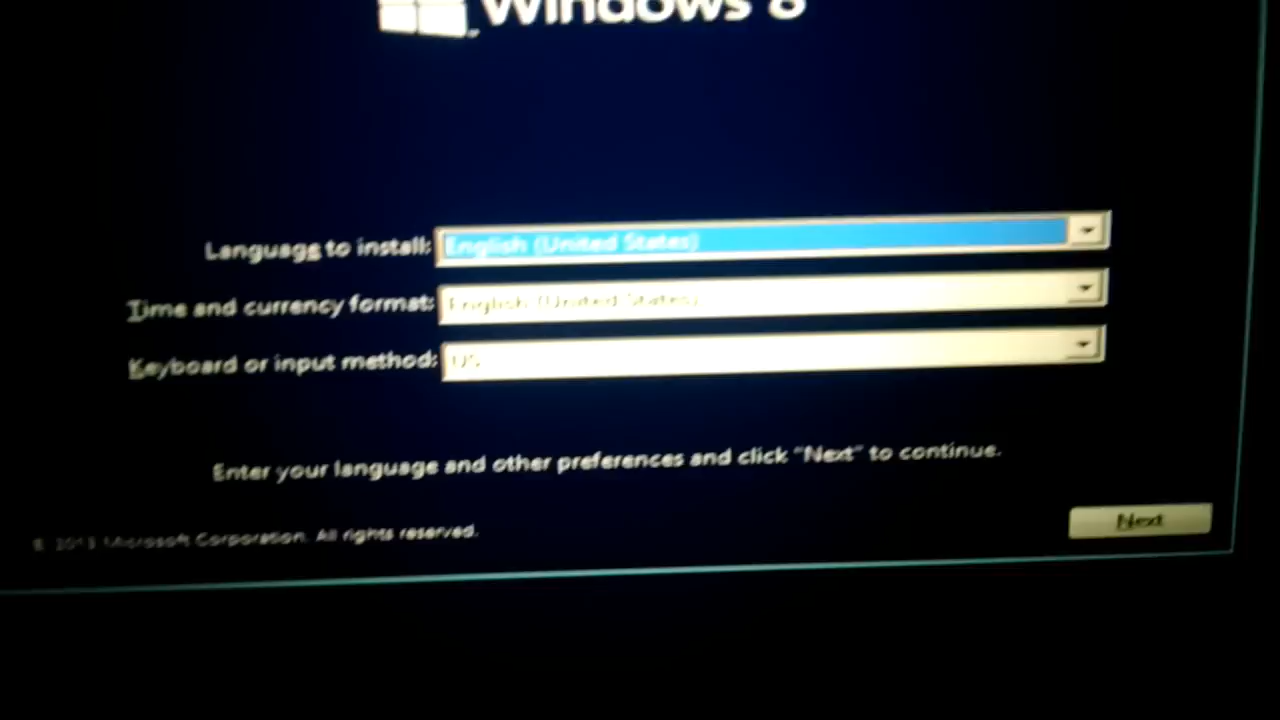 Windows 8
Language to install: English (United States)
Time and currency format: English (United States)
Keyboard or input method: US
Enter your language and other preferences and click "Next" to continue.
© 2013 Microsoft Corporation. All rights reserved.
Next